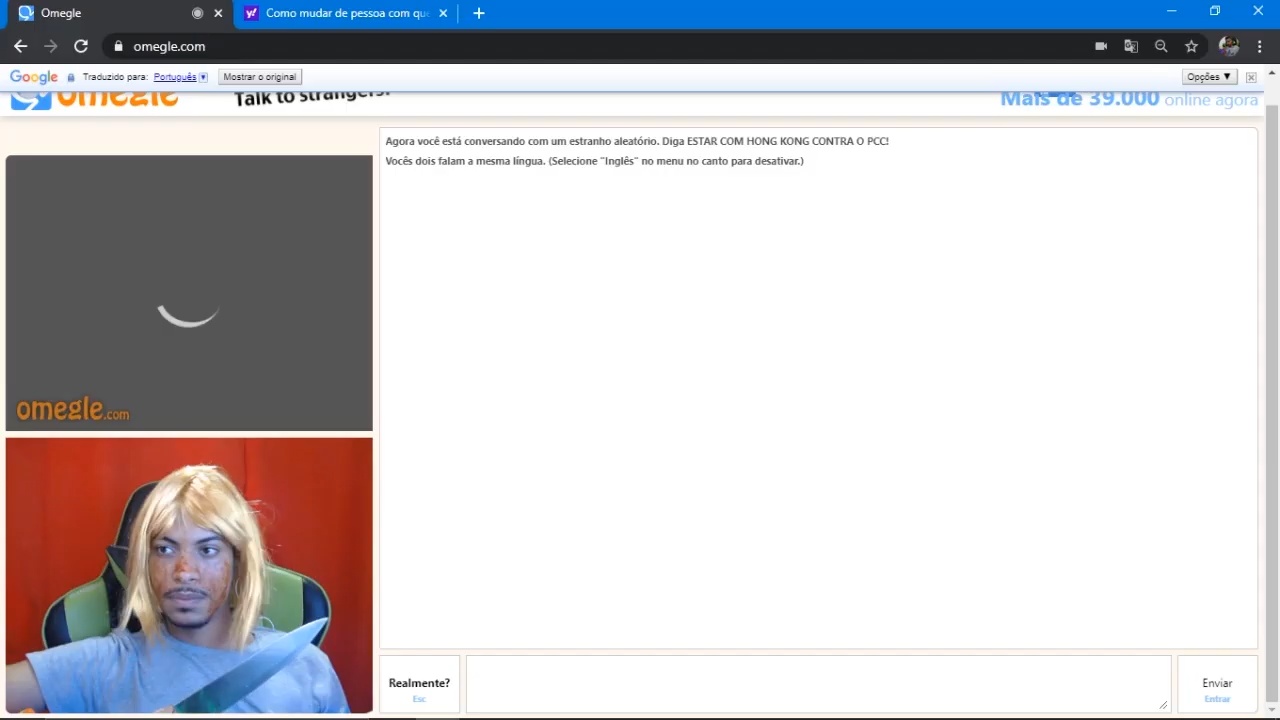 Omegle
Como mudar de pessoa com que
omegle.com
Google
Traduzido para:
Português
Mostrar o original
Opções ▼
omegle
Talk to strangers!
Mais de 39.000 online agora
Agora você está conversando com um estranho aleatório. Diga ESTAR COM HONG KONG CONTRA O PCC!
Vocês dois falam a mesma língua. (Selecione "Inglês" no menu no canto para desativar.)
omegle.com
Realmente?
Esc
Enviar
Entrar